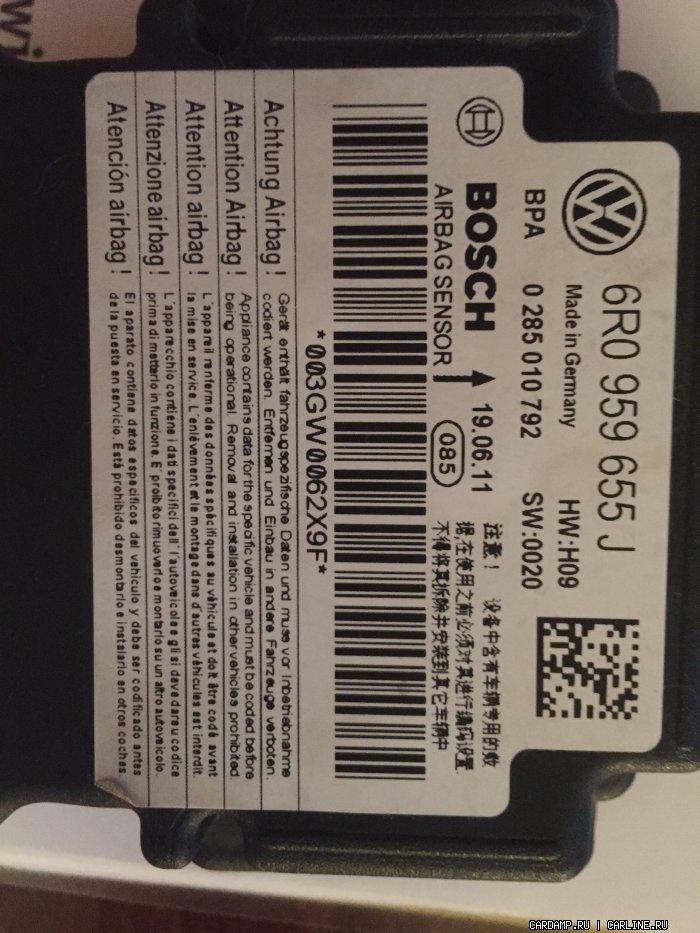 6R0 959 655 J
Made in Germany HW:H09
BPA 0 285 010 792 SW:0020
BOSCH 19.06.11
AIRBAG SENSOR 085
注意！ 设备中含有车辆专用的数
据,在使用之前必须对其进行编码设置.
不得将其拆除并安装到其它车辆中
*003GW0062X9F*
Achtung Airbag! Gerät enthält fahrzeugspezifische Daten und muss vor Inbetriebnahme
codiert werden. Entfernen und Einbau in andere Fahrzeuge verboten.
Attention Airbag! Appliance contains data for the specific vehicle and must be coded before
being operational. Removal and installation in other vehicles prohibited.
Attention airbag! L'appareil renferme des données spécifiques au véhicule et doit être codé avant
la mise en service. L'enlèvement et le montage dans d'autres véhicules est interdit.
Attenzione airbag! L'apparecchio contiene i dati specifici dell'l'autoveicolo e gli si deve dare u codice
prima di metterlo in funzione. E' proibito rimuoverlo e montarlo su un altro autoveicolo.
Atención airbag! El aparato contiene datos específicos del vehículo y debe ser codificado antes
de la puesta en servicio. Está prohibido desmontarlo e instalarlo en otros coches.
CARDAMP.RU | CARLINE.RU